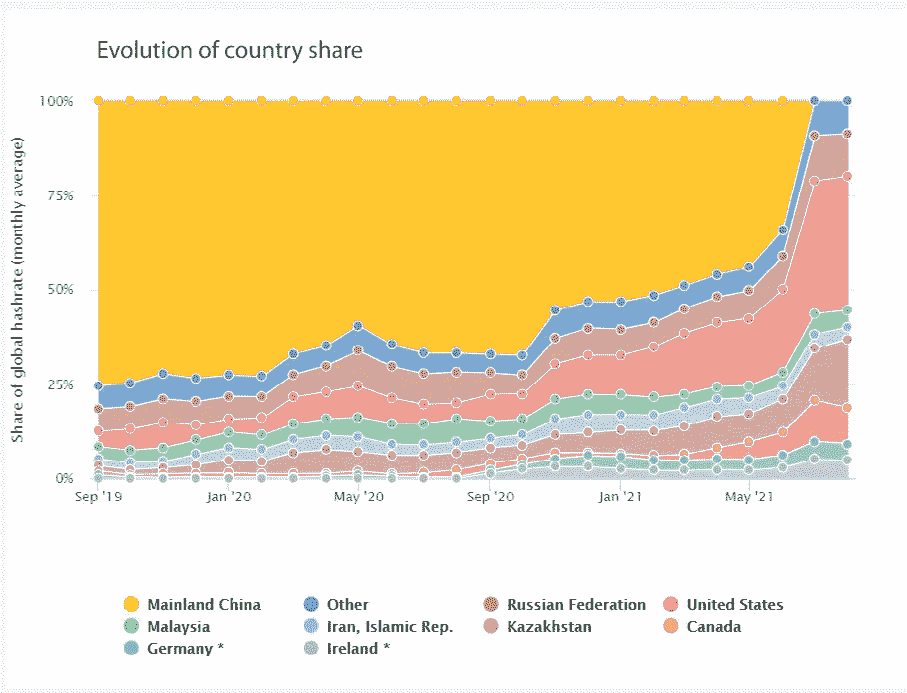 Evolution of country share
Share of global hashrate (monthly average)
100%
75%
50%
25%
0%
Sep '19 Jan '20 May '20 Sep '20 Jan '21 May '21
Mainland China Other Russian Federation United States
Malaysia Iran, Islamic Rep. Kazakhstan Canada
Germany * Ireland *